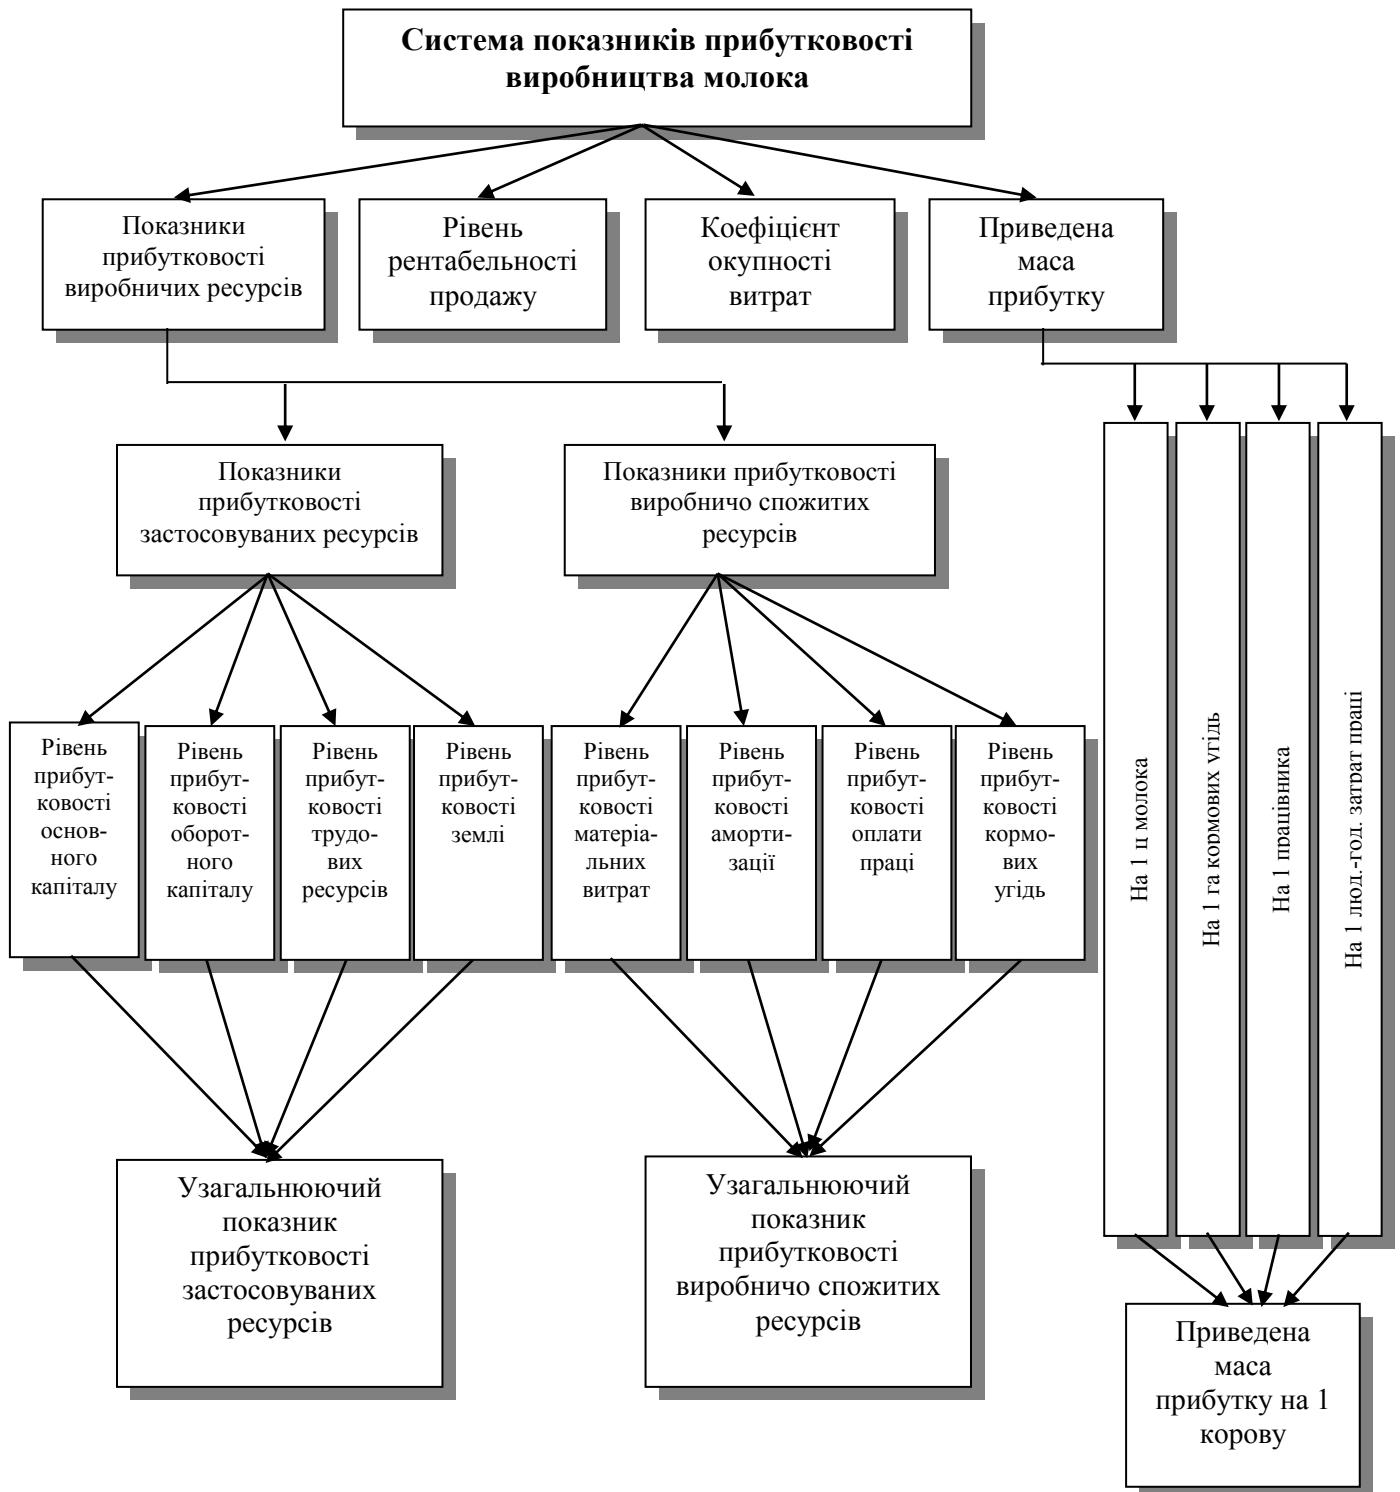 Система показників прибутковості
виробництва молока
Показники
прибутковості
виробничих ресурсів
Рівень
рентабельності
продажу
Коефіцієнт
окупності
витрат
Приведена
маса
прибутку
Показники
прибутковості
застосовуваних ресурсів
Показники прибутковості
виробничо спожитих
ресурсів
Рівень
прибут-
ковості
основ-
ного
капіталу
Рівень
прибут-
ковості
оборот-
ного
капіталу
Рівень
прибут-
ковості
трудо-
вих
ресурсів
Рівень
прибут-
ковості
землі
Рівень
прибут-
ковості
матеріа-
льних
витрат
Рівень
прибут-
ковості
аморти-
зації
Рівень
прибут-
ковості
оплати
праці
Рівень
прибут-
ковості
кормо-
вих
угідь
На 1 ц молока
На 1 га кормових угідь
На 1 працівника
На 1 люд.-год. затрат праці
Узагальнюючий
показник
прибутковості
застосовуваних
ресурсів
Узагальнюючий
показник
прибутковості
виробничо спожитих
ресурсів
Приведена
маса
прибутку на 1
корову